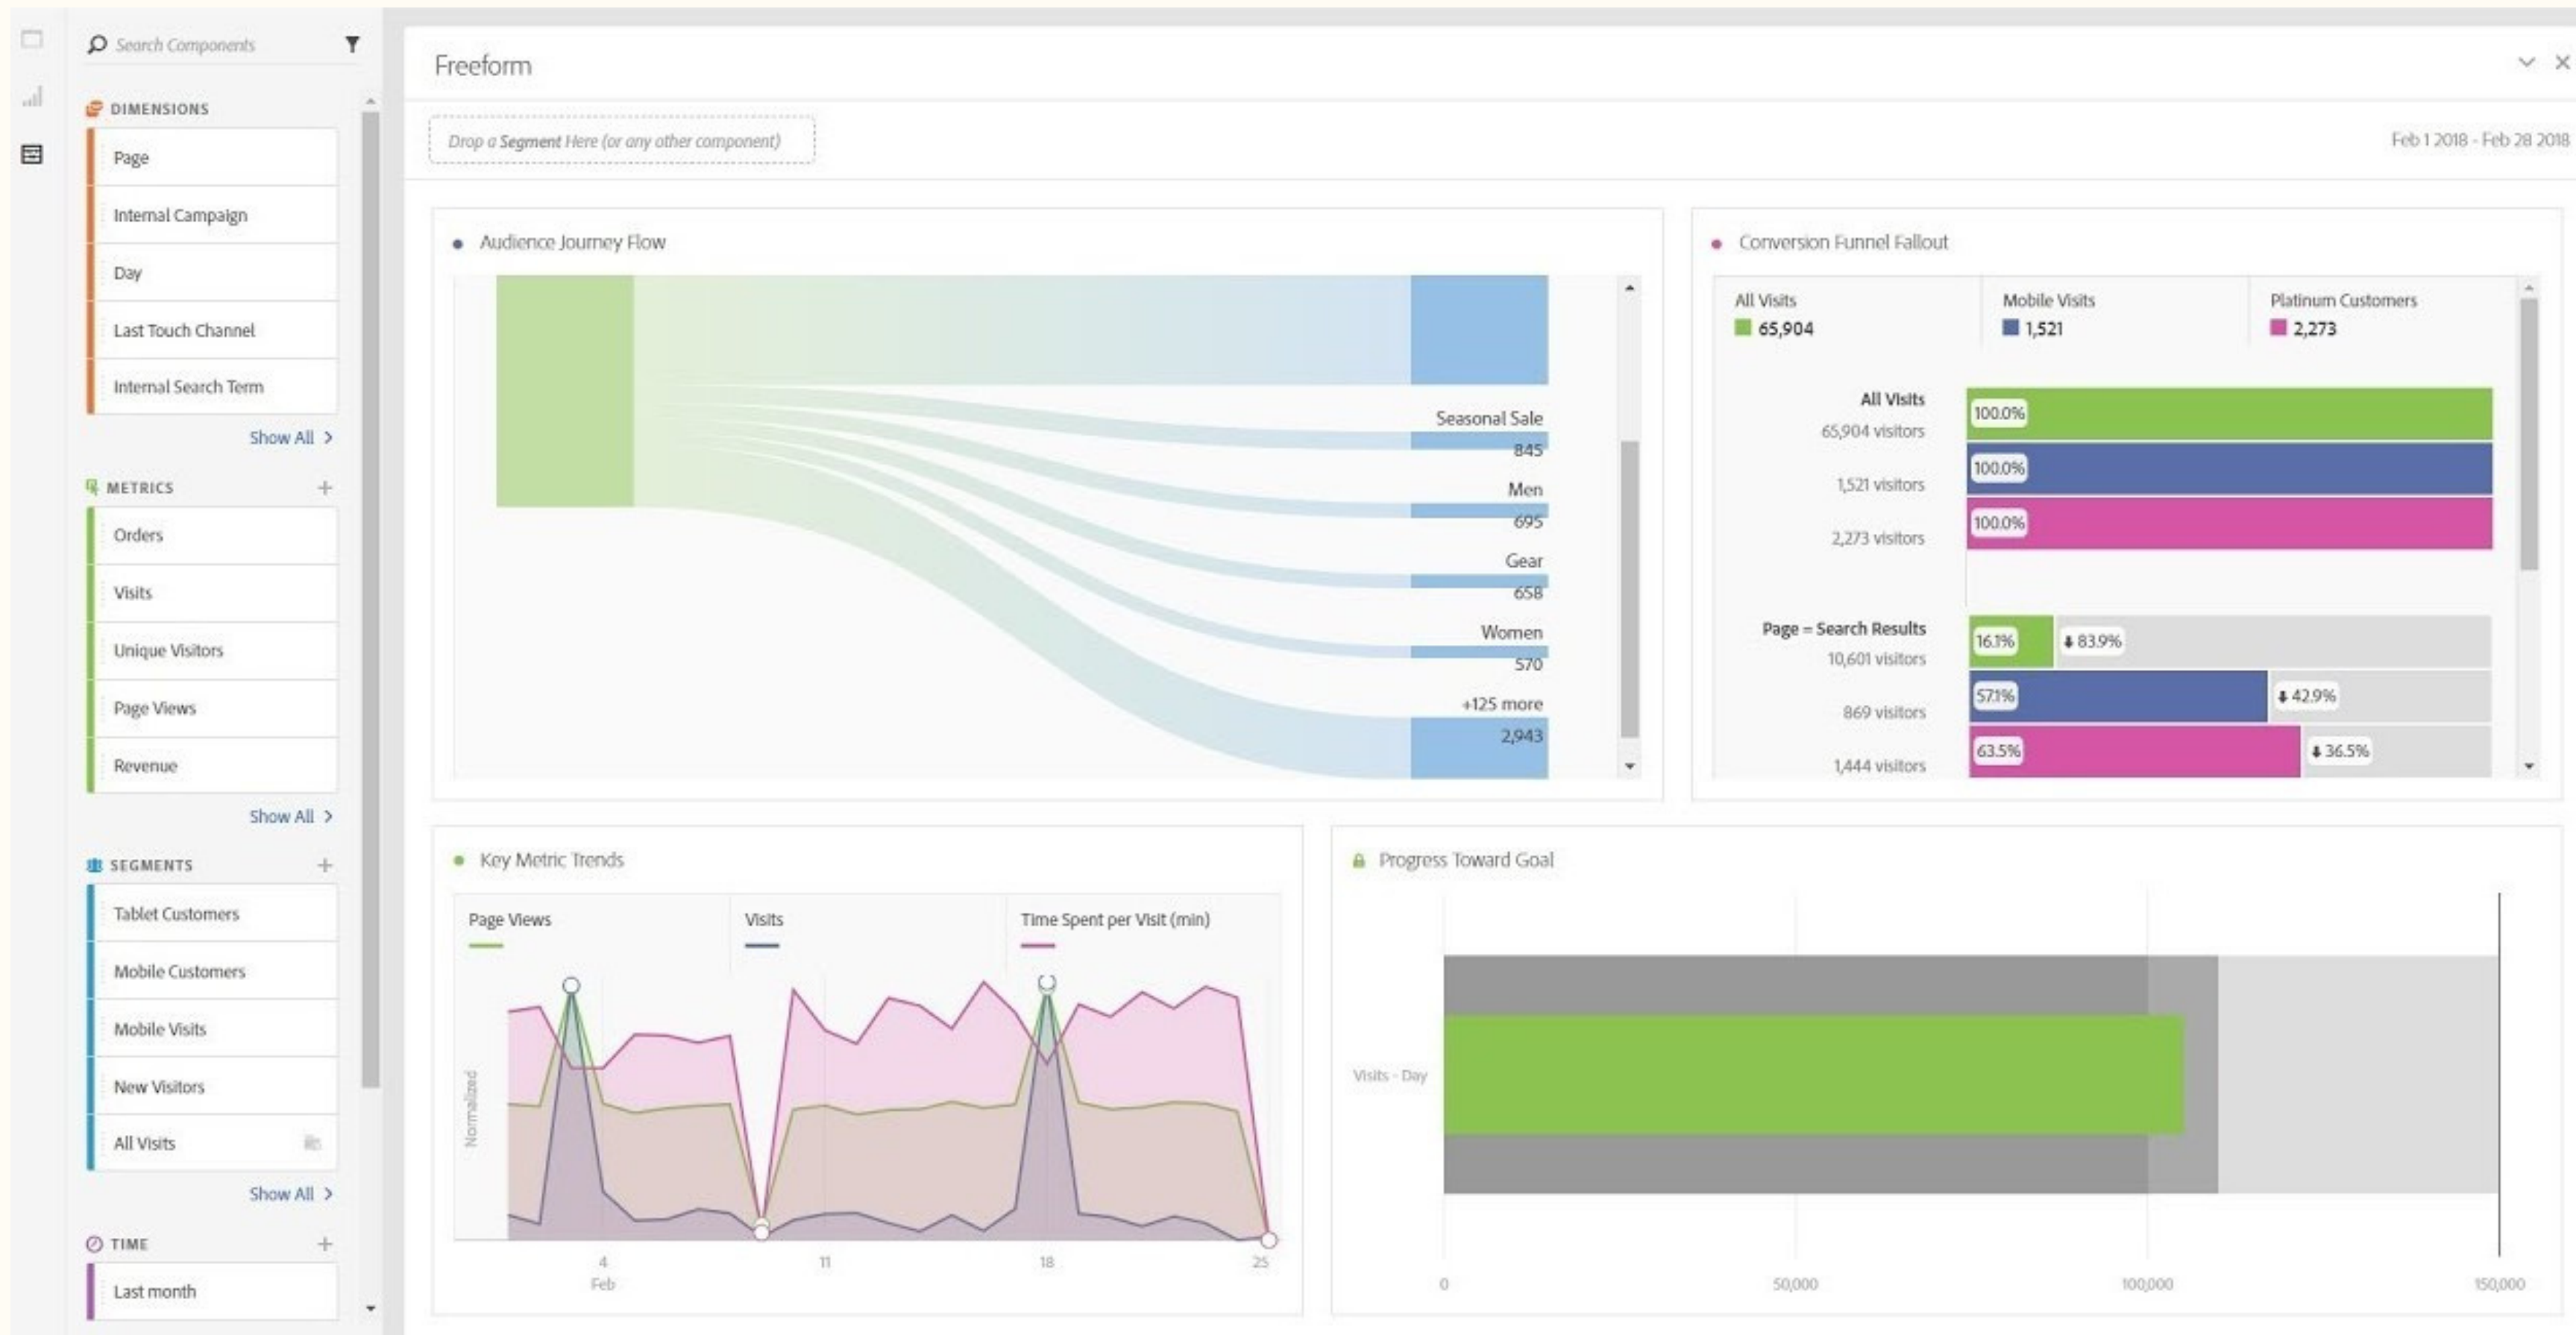 Search Components
DIMENSIONS
Page
Internal Campaign
Day
Last Touch Channel
Internal Search Term
Show All
METRICS
Orders
Visits
Unique Visitors
Page Views
Revenue
Show All
SEGMENTS
Tablet Customers
Mobile Customers
Mobile Visits
New Visitors
All Visits
Show All
TIME
Last month
Freeform
Drop a Segment Here (or any other component)
Feb 1 2018 - Feb 28 2018
Audience Journey Flow
Seasonal Sale
845
Men
695
Gear
658
Women
570
+125 more
2,943
Conversion Funnel Fallout
All Visits
65,904
Mobile Visits
1,521
Platinum Customers
2,273
All Visits
100.0%
65,904 visitors
100.0%
1,521 visitors
100.0%
2,273 visitors
Page = Search Results
16.1% 83.9%
10,601 visitors
57.1% 42.9%
869 visitors
63.5% 36.5%
1,444 visitors
Key Metric Trends
Page Views
Visits
Time Spent per Visit (min)
Normalized
4 11 18 25
Feb
Progress Toward Goal
Visits - Day
0 50,000 100,000 150,000